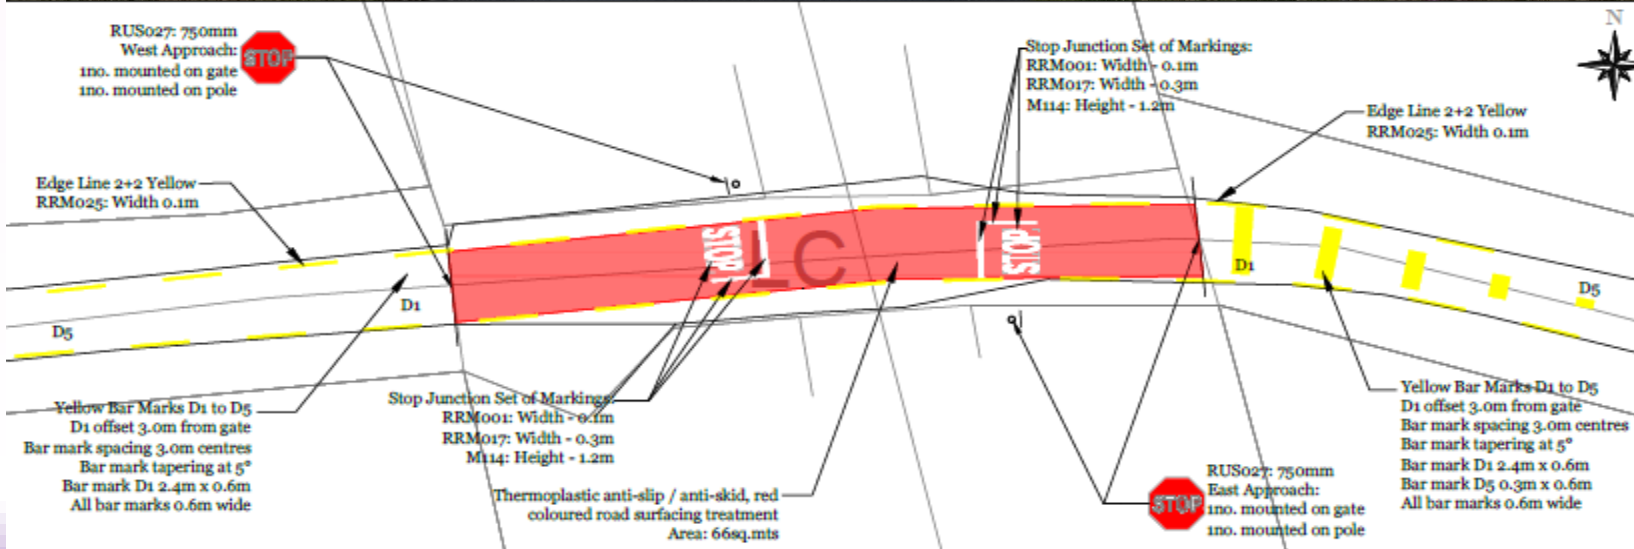 RUS027: 750mm
West Approach:
1no. mounted on gate
1no. mounted on pole
STOP
Stop Junction Set of Markings:
RRM001: Width - 0.1m
RRM017: Width - 0.3m
M114: Height - 1.2m
N
Edge Line 2+2 Yellow
RRM025: Width 0.1m
Edge Line 2+2 Yellow
RRM025: Width 0.1m
STOP
LC
STOP
D1
D5
D1
D5
Yellow Bar Marks D1 to D5
D1 offset 3.0m from gate
Bar mark spacing 3.0m centres
Bar mark tapering at 5°
Bar mark D1 2.4m x 0.6m
All bar marks 0.6m wide
Stop Junction Set of Markings:
RRM001: Width - 0.1m
RRM017: Width - 0.3m
M114: Height - 1.2m
Thermoplastic anti-slip / anti-skid, red
coloured road surfacing treatment
Area: 66sq.mts
STOP
RUS027: 750mm
East Approach:
1no. mounted on gate
1no. mounted on pole
Yellow Bar Marks D1 to D5
D1 offset 3.0m from gate
Bar mark spacing 3.0m centres
Bar mark tapering at 5°
Bar mark D1 2.4m x 0.6m
Bar mark D5 0.3m x 0.6m
All bar marks 0.6m wide